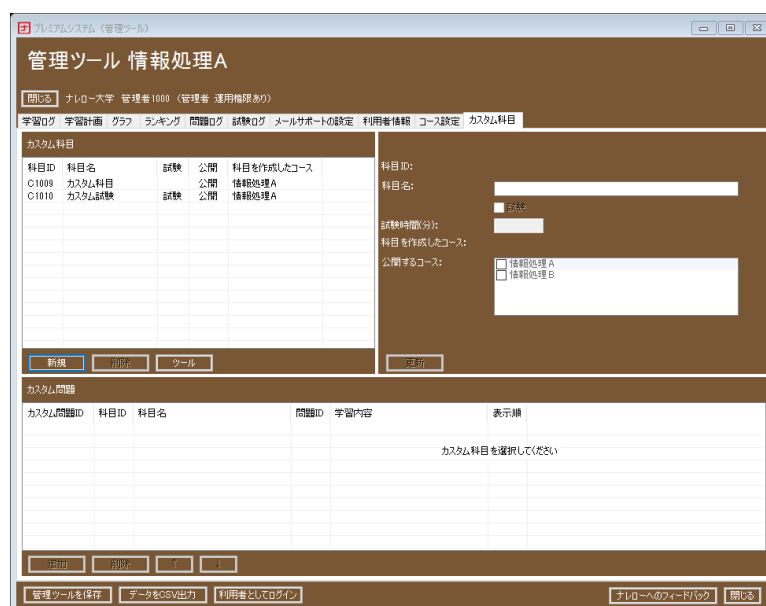 プレミアムシステム (管理ツール)
管理ツール 情報処理A
閉じる ナレロー大学 管理者1000 (管理者 運用権限あり)
学習ログ 学習計画 グラフ ランキング 問題ログ 試験ログ メールサポートの設定 利用者情報 コース設定 カスタム科目
カスタム科目
科目ID 科目名 試験 公開 科目を作成したコース
C1009 カスタム科目 公開 情報処理A
C1010 カスタム試験 試験 公開 情報処理A
新規 削除 ツール
科目ID:
科目名:
試験
試験時間(分):
科目を作成したコース:
公開するコース:
情報処理A
情報処理B
更新
カスタム問題
カスタム問題ID 科目ID 科目名 問題ID 学習内容 表示順
カスタム科目を選択してください
追加 削除 ↑ ↓
管理ツールを保存 データをCSV出力 利用者としてログイン ナレローへのフィードバック 閉じる